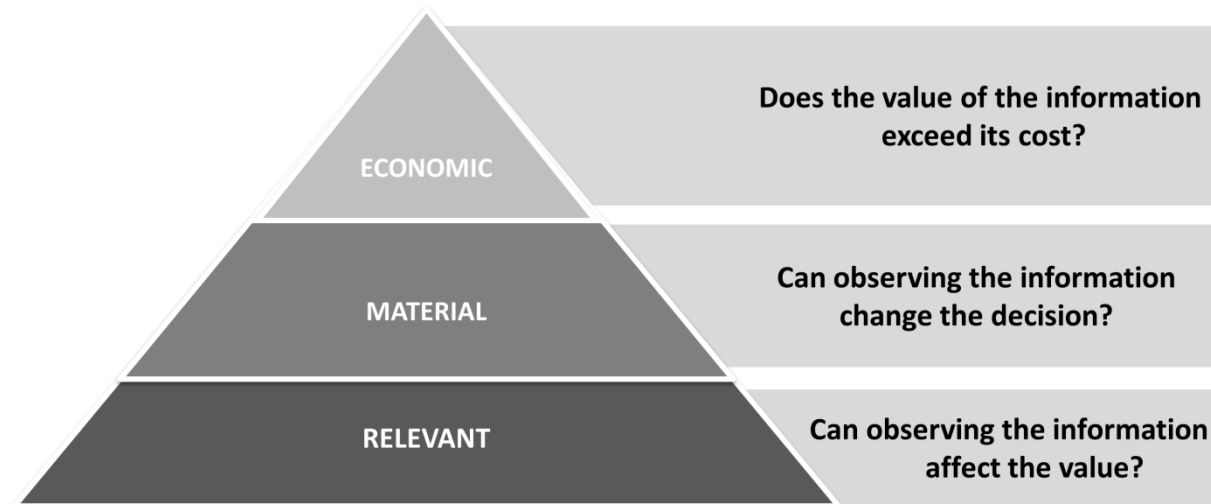 Does the value of the information
exceed its cost?
ECONOMIC
Can observing the information
change the decision?
MATERIAL
Can observing the information
affect the value?
RELEVANT